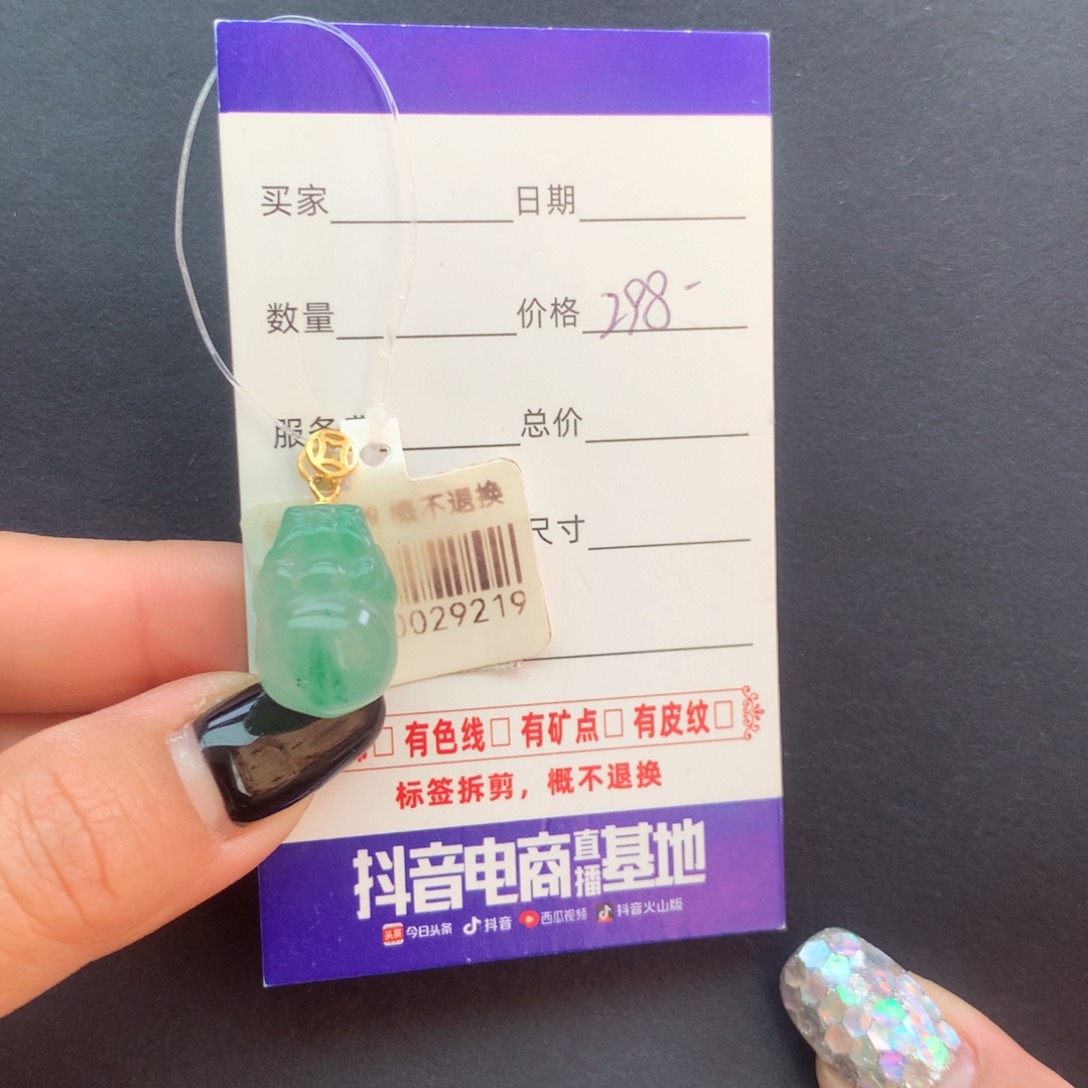 买家 日期
数量 价格 298-
服务 总价
概不退换
尺寸
0029219
有色线□ 有矿点□ 有皮纹□
标签拆剪，概不退换
抖音电商直播基地
头条 今日头条 抖音 西瓜视频 抖音火山版